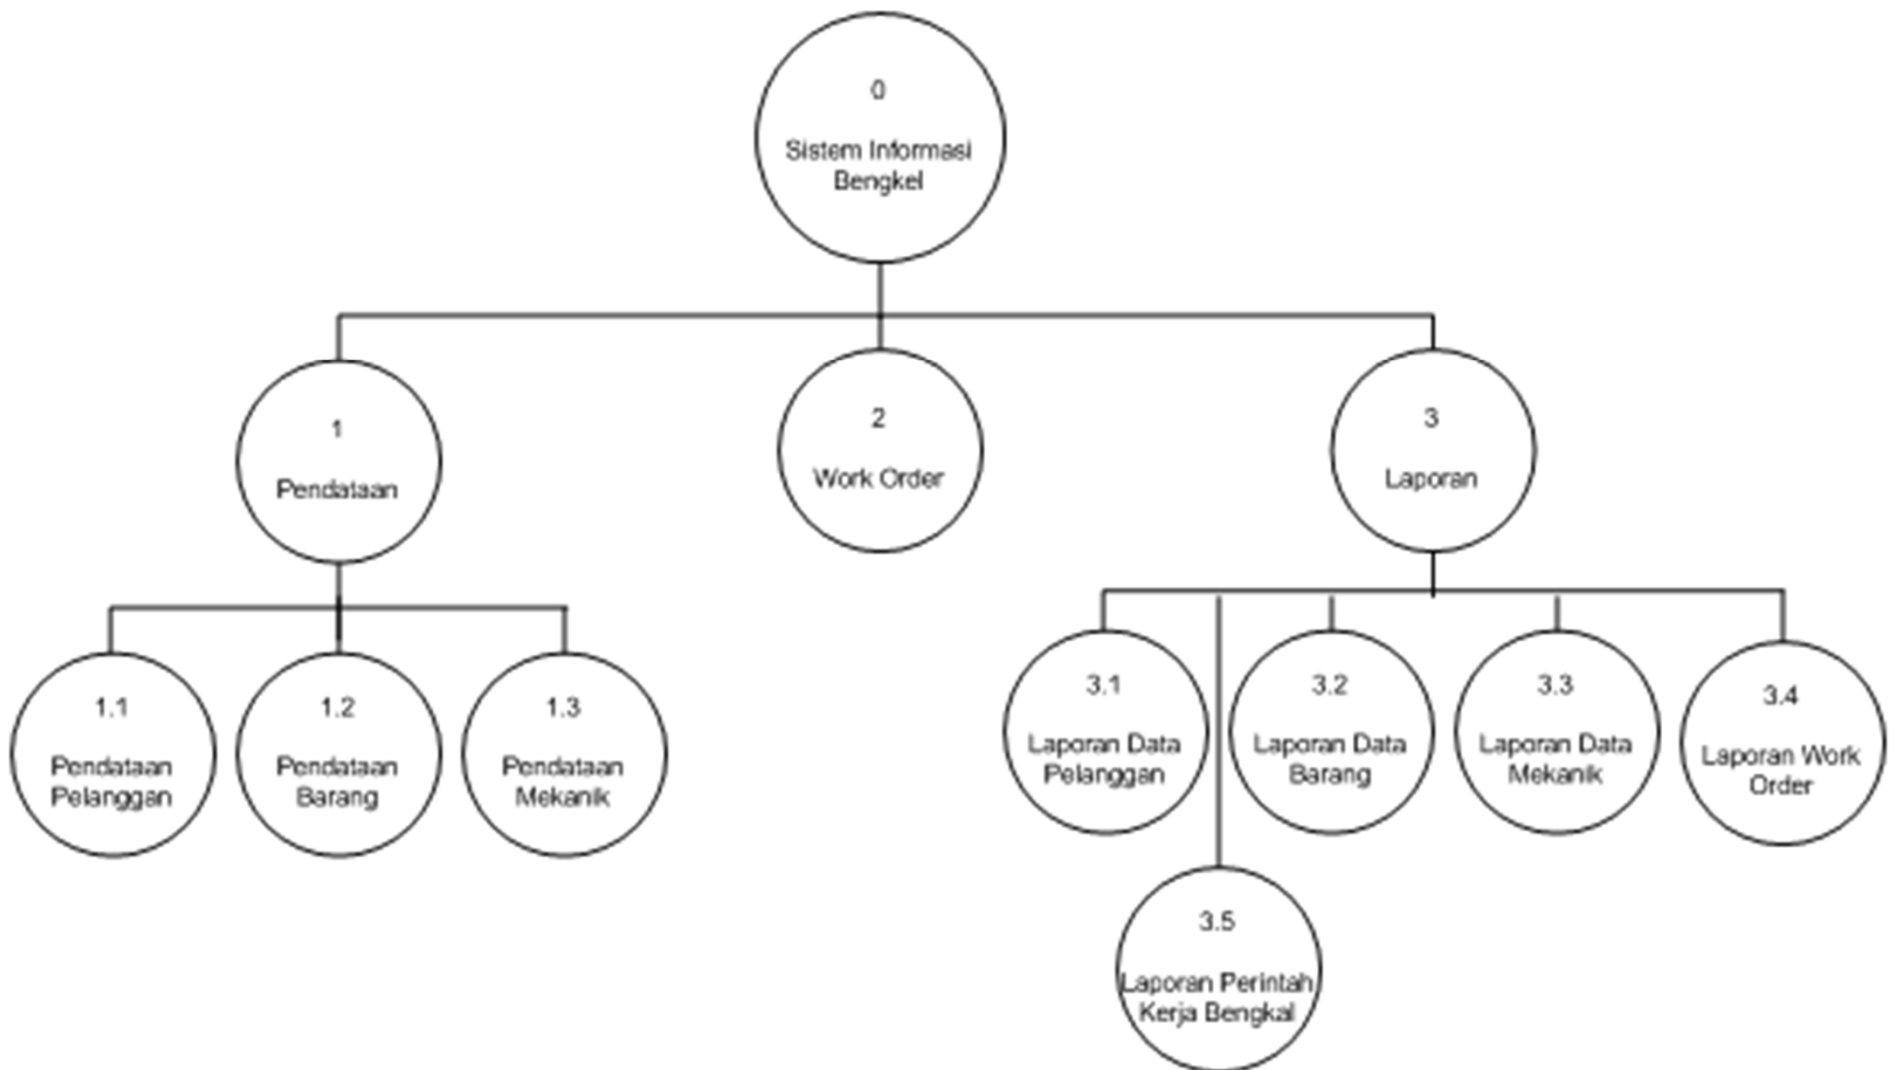 0
Sistem Informasi
Bengkel
1
Pendataan
2
Work Order
3
Laporan
1.1
Pendataan
Pelanggan
1.2
Pendataan
Barang
1.3
Pendataan
Mekanik
3.1
Laporan Data
Pelanggan
3.2
Laporan Data
Barang
3.3
Laporan Data
Mekanik
3.4
Laporan Work
Order
3.5
Laporan Perintah
Kerja Bengkal